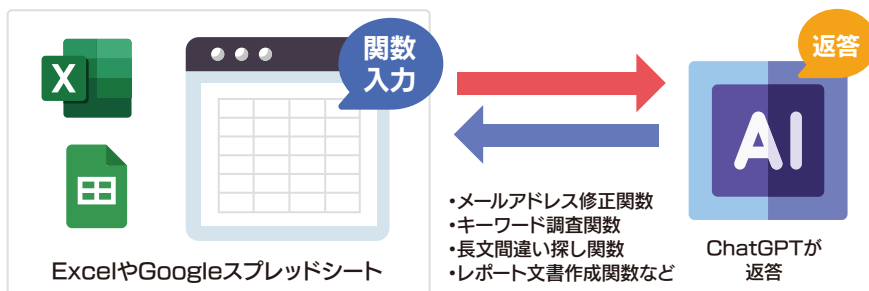 関数
入力
返答
X
AI
・メールアドレス修正関数
・キーワード調査関数
・長文間違い探し関数
・レポート文書作成関数など
ExcelやGoogleスプレッドシート
ChatGPTが
返答